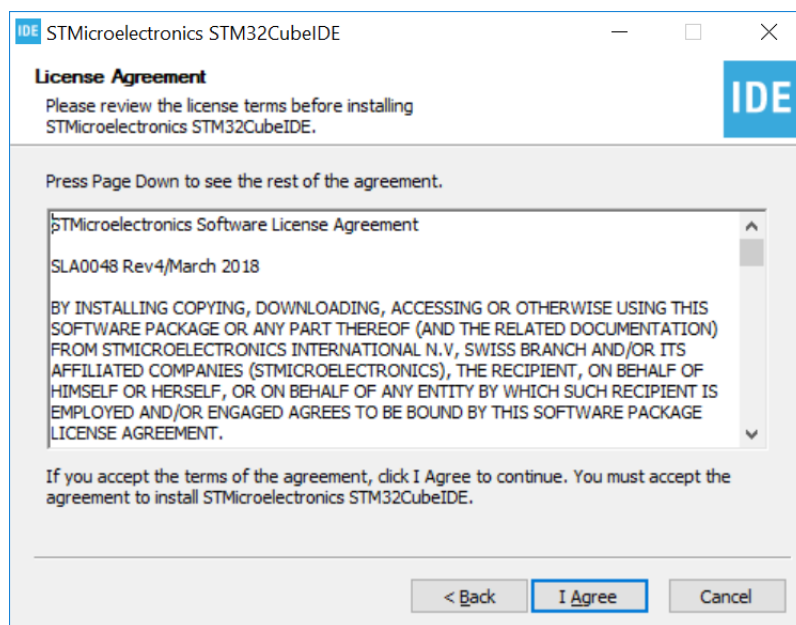 IDE STMicroelectronics STM32CubeIDE
License Agreement
Please review the license terms before installing
STMicroelectronics STM32CubeIDE.
IDE
Press Page Down to see the rest of the agreement.
STMicroelectronics Software License Agreement
SLA0048 Rev4/March 2018
BY INSTALLING COPYING, DOWNLOADING, ACCESSING OR OTHERWISE USING THIS
SOFTWARE PACKAGE OR ANY PART THEREOF (AND THE RELATED DOCUMENTATION)
FROM STMICROELECTRONICS INTERNATIONAL N.V, SWISS BRANCH AND/OR ITS
AFFILIATED COMPANIES (STMICROELECTRONICS), THE RECIPIENT, ON BEHALF OF
HIMSELF OR HERSELF, OR ON BEHALF OF ANY ENTITY BY WHICH SUCH RECIPIENT IS
EMPLOYED AND/OR ENGAGED AGREES TO BE BOUND BY THIS SOFTWARE PACKAGE
LICENSE AGREEMENT.
If you accept the terms of the agreement, click I Agree to continue. You must accept the
agreement to install STMicroelectronics STM32CubeIDE.
< Back I Agree Cancel